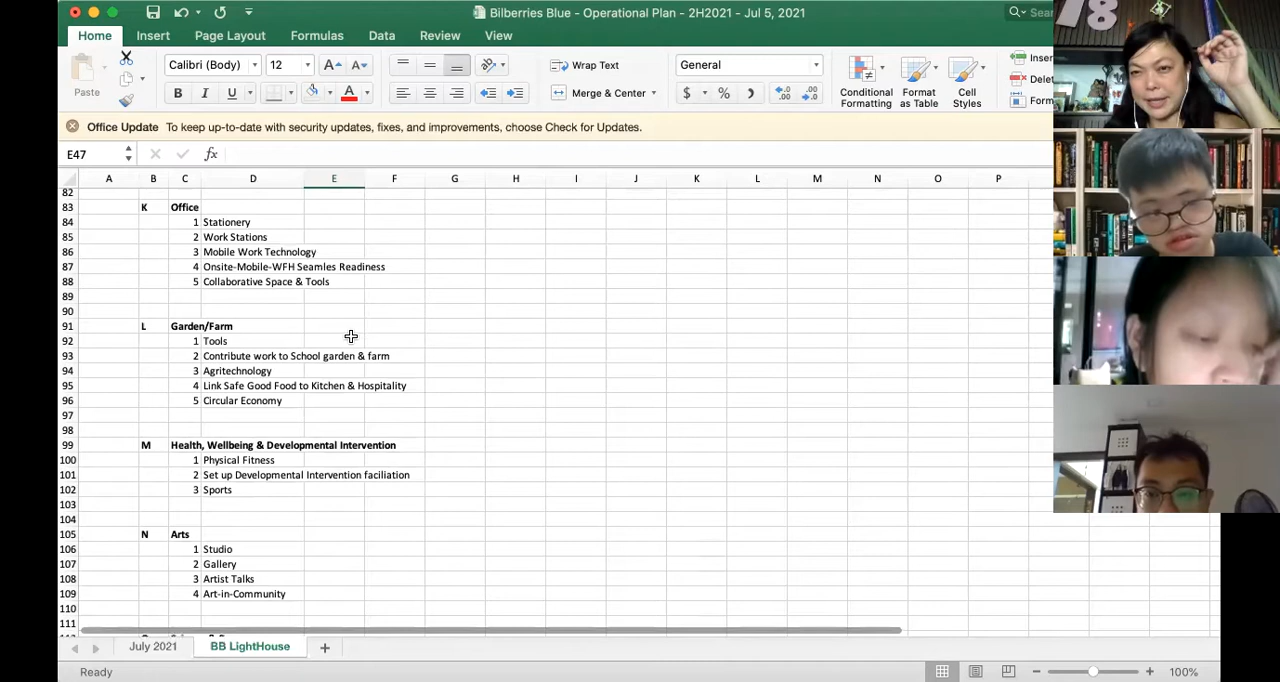 Bilberries Blue - Operational Plan - 2H2021 - Jul 5, 2021
Home Insert Page Layout Formulas Data Review View
Paste
Calibri (Body) 12
Wrap Text
Merge & Center
General
Conditional Formatting
Format as Table
Cell Styles
Office Update To keep up-to-date with security updates, fixes, and improvements, choose Check for Updates.
E47 fx
A B C D E F G H I J K L M N O P
82
83 K Office
84 1 Stationery
85 2 Work Stations
86 3 Mobile Work Technology
87 4 Onsite-Mobile-WFH Seamles Readiness
88 5 Collaborative Space & Tools
89
90
91 L Garden/Farm
92 1 Tools
93 2 Contribute work to School garden & farm
94 3 Agritechnology
95 4 Link Safe Good Food to Kitchen & Hospitality
96 5 Circular Economy
97
98
99 M Health, Wellbeing & Developmental Intervention
100 1 Physical Fitness
101 2 Set up Developmental Intervention faciliation
102 3 Sports
103
104
105 N Arts
106 1 Studio
107 2 Gallery
108 3 Artist Talks
109 4 Art-in-Community
110
111
July 2021 BB LightHouse
Ready 100%